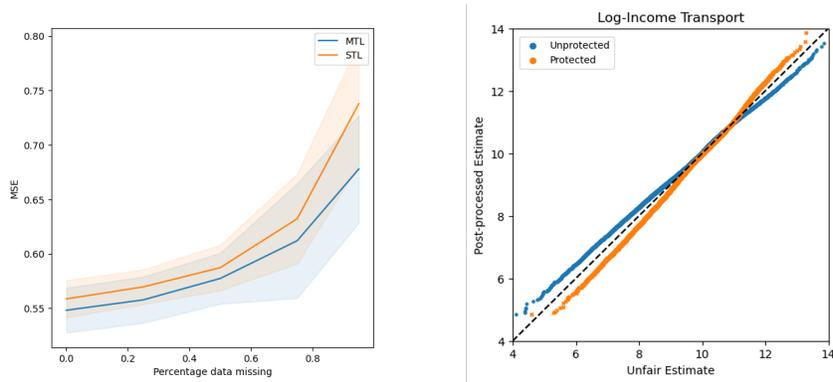 0.80
0.75
0.70
0.65
0.60
0.55
MSE
0.0 0.2 0.4 0.6 0.8
Percentage data missing
MTL
STL
Log-Income Transport
14
12
10
8
6
4
Post-processed Estimate
4 6 8 10 12 14
Unfair Estimate
Unprotected
Protected